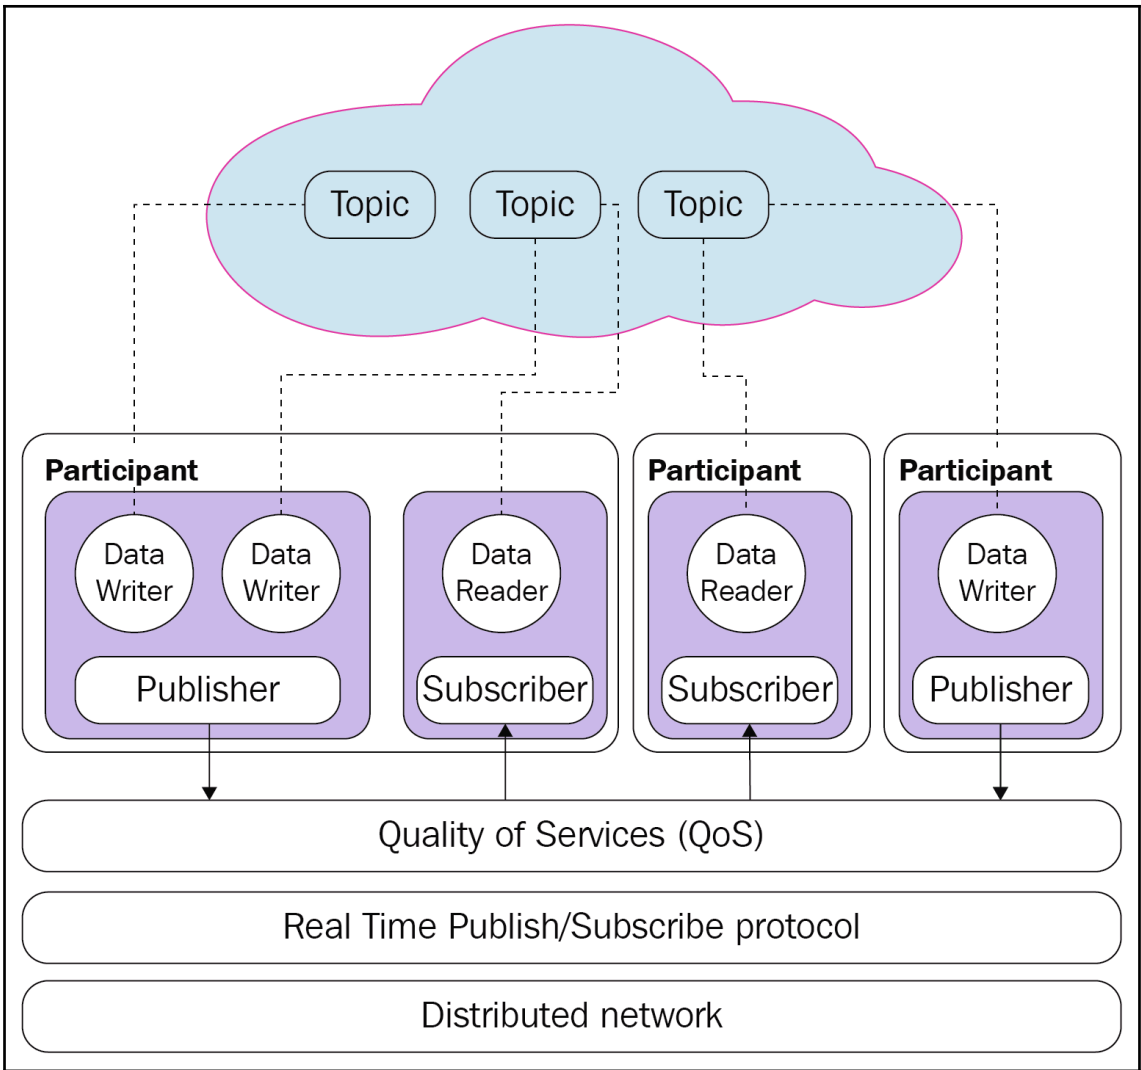 Topic
Topic
Topic
Participant
Participant
Participant
Data
Writer
Data
Writer
Data
Reader
Data
Reader
Data
Writer
Publisher
Subscriber
Subscriber
Publisher
Quality of Services (QoS)
Real Time Publish/Subscribe protocol
Distributed network